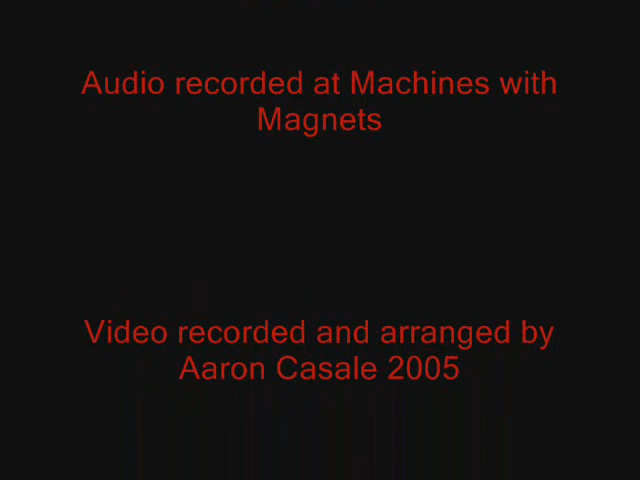 Audio recorded at Machines with
Magnets
Video recorded and arranged by
Aaron Casale 2005